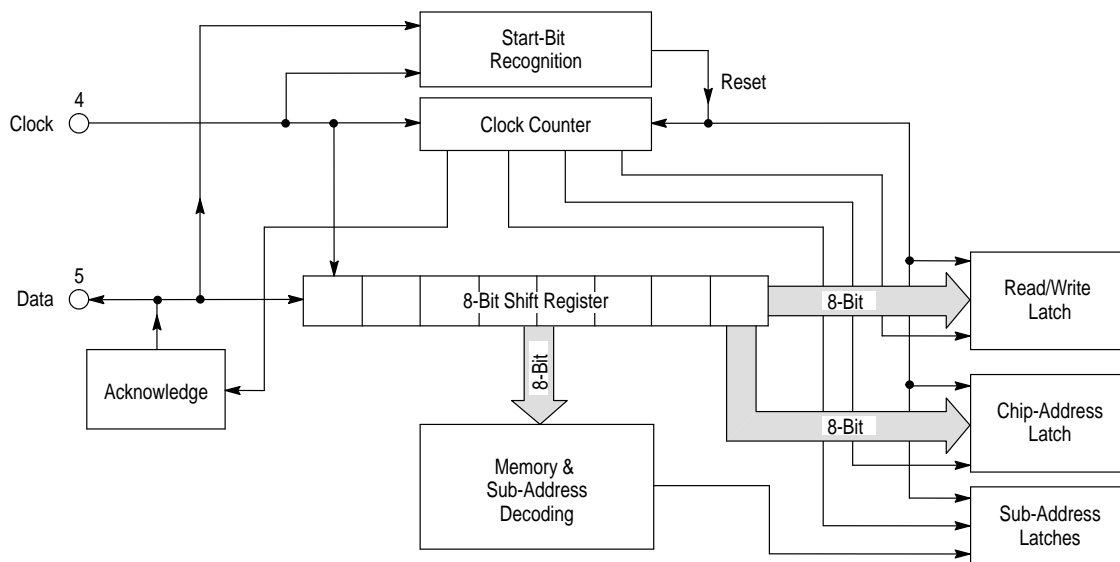 Start-Bit
Recognition
4
Clock
Clock Counter
Reset
5
Data
8-Bit Shift Register
8-Bit
Read/Write
Latch
Acknowledge
8-Bit
8-Bit
Chip-Address
Latch
Memory &
Sub-Address
Decoding
Sub-Address
Latches